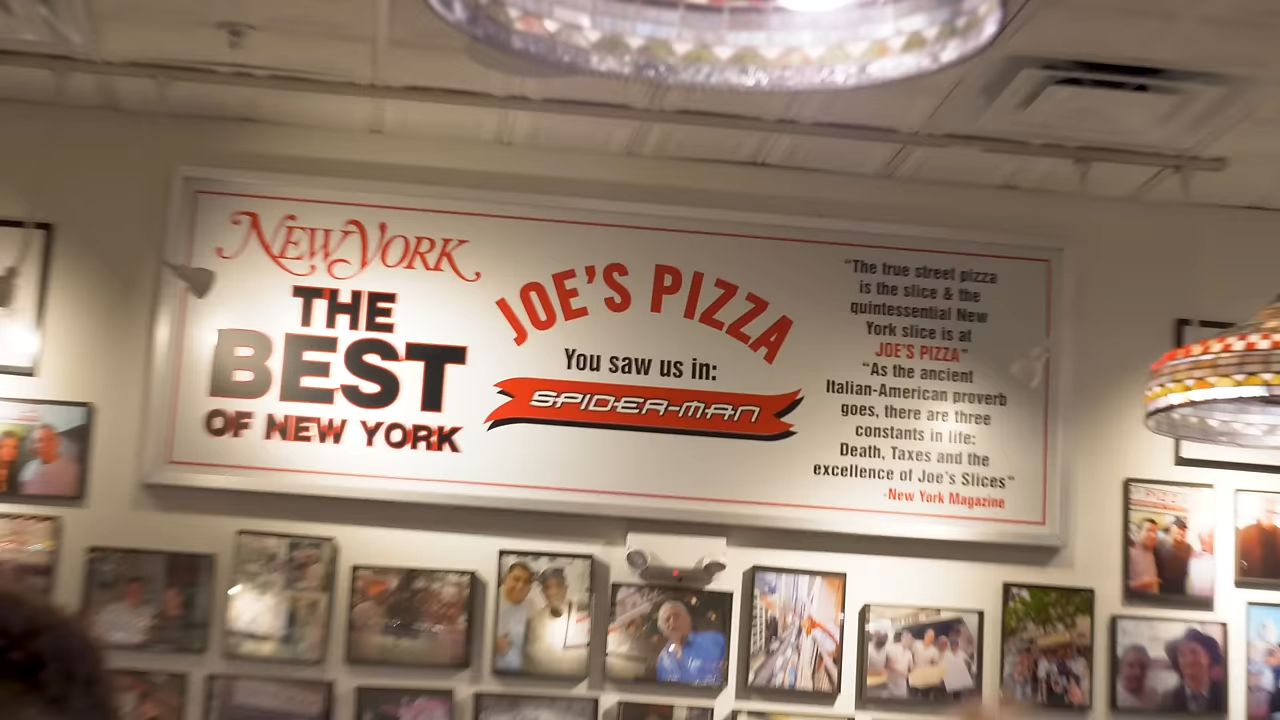 NEW YORK
THE
BEST
OF NEW YORK
JOE'S PIZZA
You saw us in:
SPIDER-MAN
"The true street pizza
is the slice & the
quintessential New
York slice is at
JOE'S PIZZA"
"As the ancient
Italian-American proverb
goes, there are three
constants in life:
Death, Taxes and the
excellence of Joe's Slices"
-New York Magazine